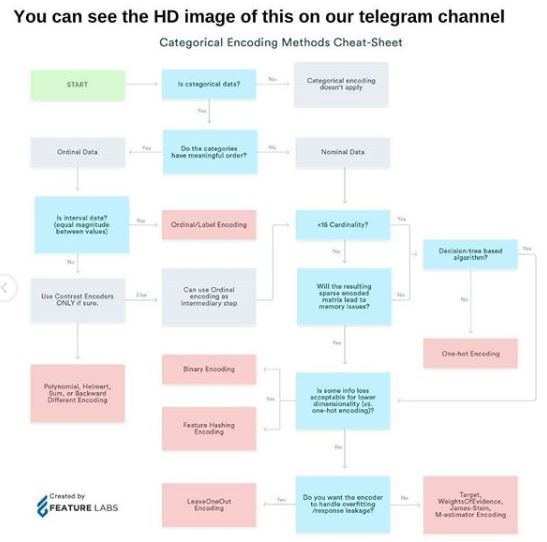 You can see the HD image of this on our telegram channel
Categorical Encoding Methods Cheat-Sheet
START
Is categorical data?
No
Categorical encoding
doesn't apply
Yes
Ordinal Data
Yes
Do the categories
have meaningful order?
No
Nominal Data
Is interval data?
(equal magnitude
between values)
Yes
Ordinal/Label Encoding
<15 Cardinality?
Yes
No
No
Decision-tree based
algorithm?
Yes
Use Contrast Encoders
ONLY if sure.
Else
Can use Ordinal
encoding as
intermediary step
Will the resulting
sparse encoded
matrix lead to
memory issues?
No
No
Yes
One-hot Encoding
Polynomial, Helmert,
Sum, or Backward
Different Encoding
Binary Encoding
Yes
Feature Hashing
Encoding
Is some info loss
acceptable for lower
dimensionality (vs.
one-hot encoding)?
No
Created by
FEATURE LABS
LeaveOneOut
Encoding
Yes
Do you want the encoder
to handle overfitting
/response leakage?
No
Target,
WeightsOfEvidence,
James-Stein,
M-estimator Encoding